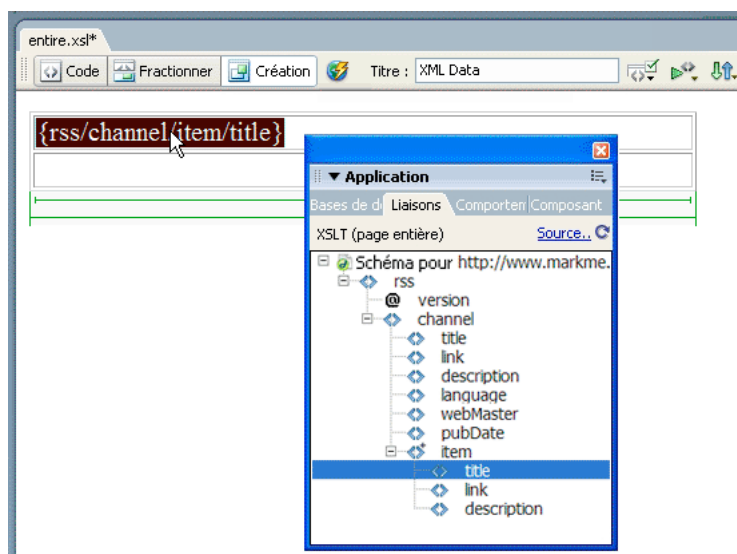 entire.xsl*
Code Fractionner Création Titre : XML Data
{rss/channel/item/title}
Application
Bases de d Liaisons Comportem Composant
XSLT (page entière) Source..
Schéma pour http://www.markme.
rss
@ version
channel
title
link
description
language
webMaster
pubDate
item
title
link
description